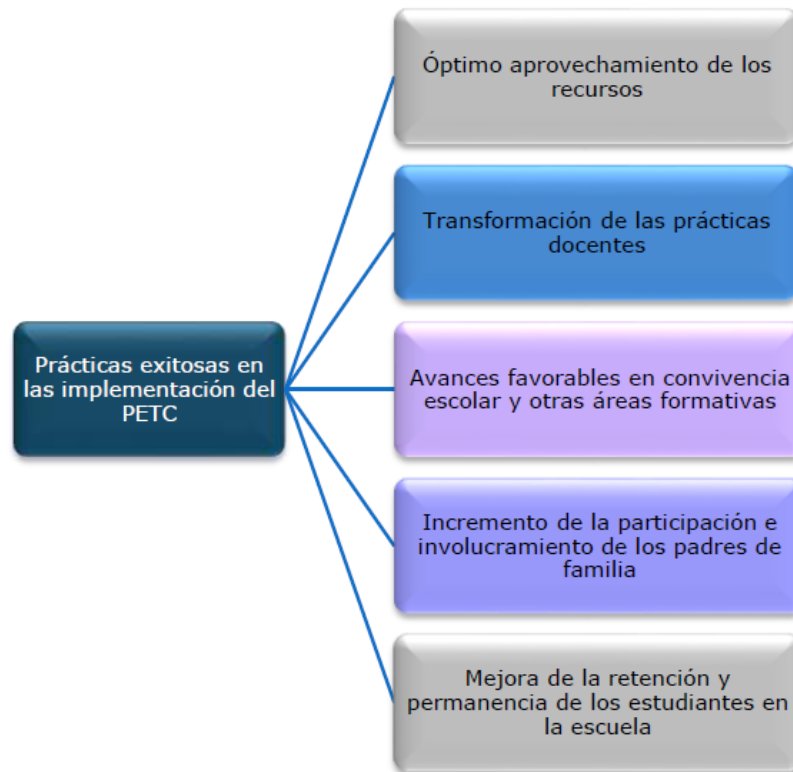 Óptimo aprovechamiento de los
recursos
Transformación de las prácticas
docentes
Prácticas exitosas en
las implementación del
PETC
Avances favorables en convivencia
escolar y otras áreas formativas
Incremento de la participación e
involucramiento de los padres de
familia
Mejora de la retención y
permanencia de los estudiantes en
la escuela